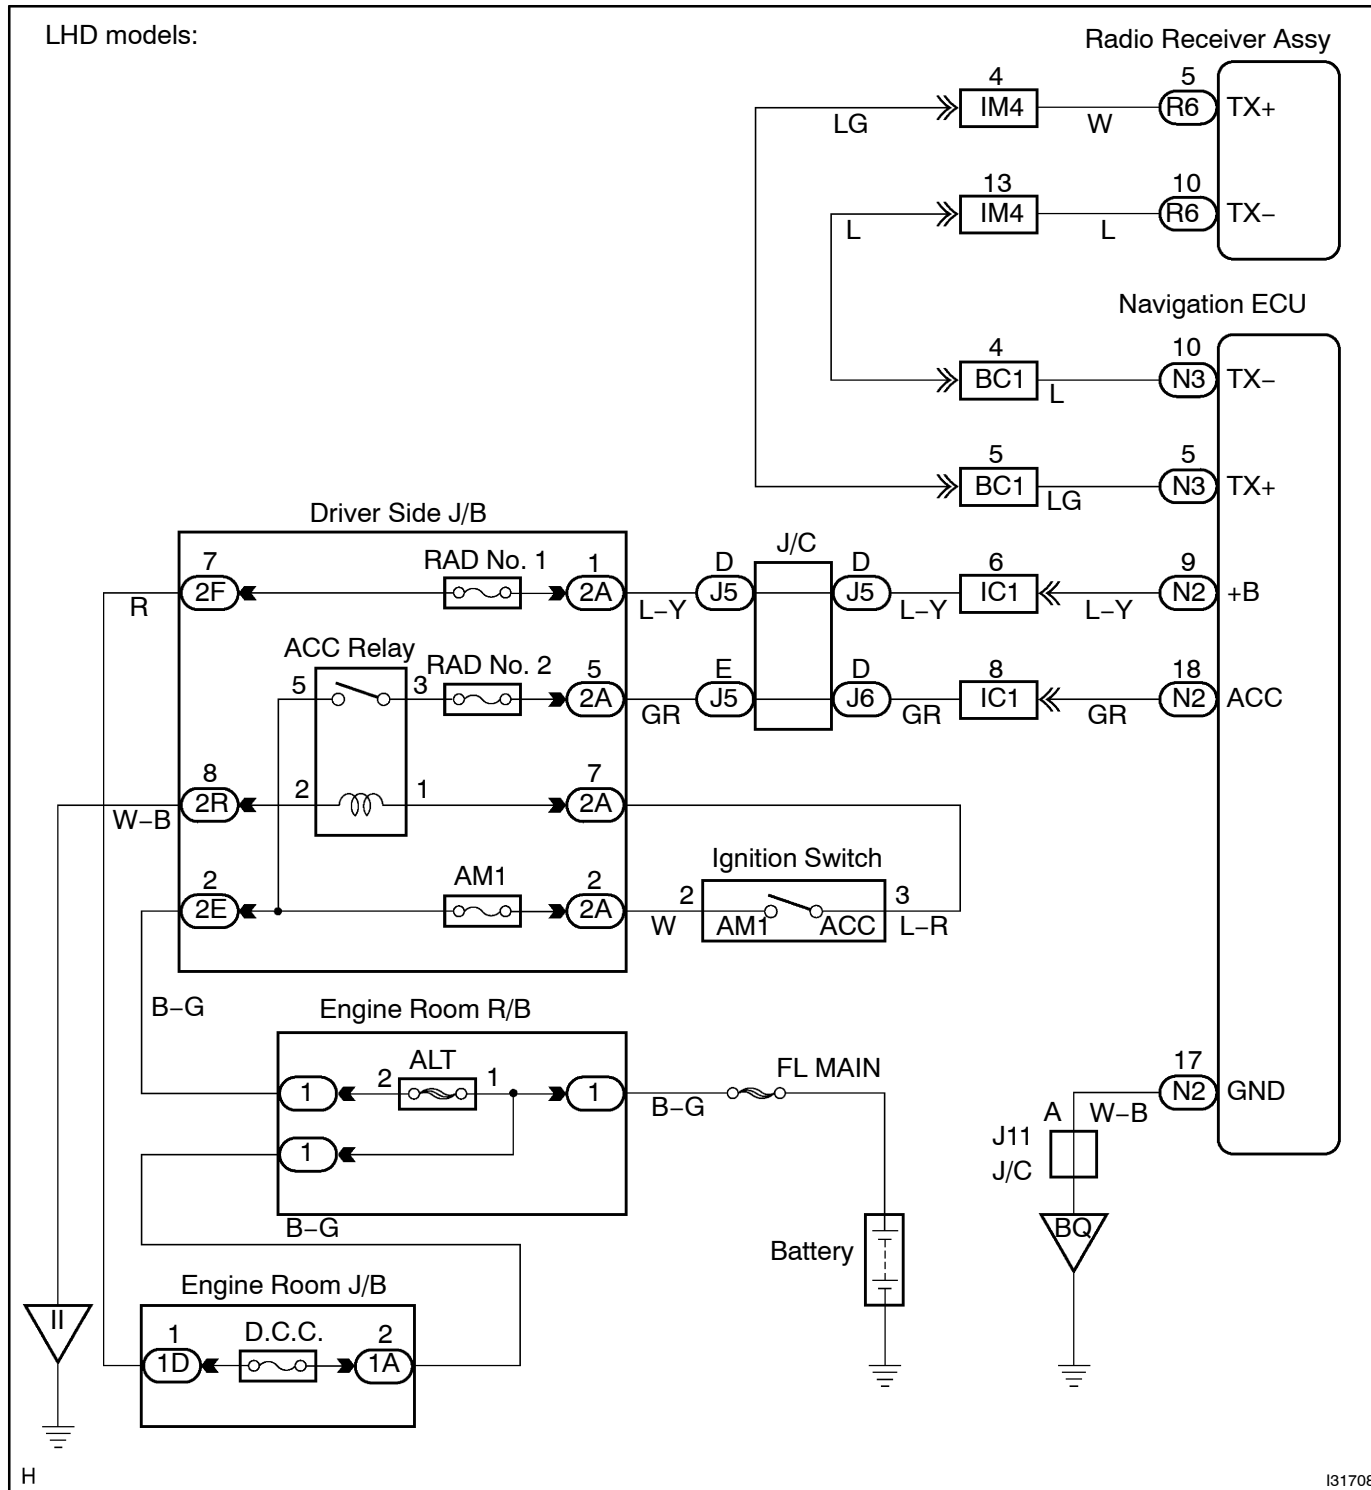 LHD models:
Radio Receiver Assy
4
5
IM4
R6
TX+
LG
W
13
10
IM4
R6
TX−
L
L
Navigation ECU
4
10
BC1
N3
TX−
L
5
5
BC1
N3
TX+
LG
Driver Side J/B
J/C
7
RAD No. 1
1
D
D
6
9
2F
2A
J5
J5
IC1
N2
+B
R
L−Y
L−Y
L−Y
ACC Relay
RAD No. 2
5
3
5
E
D
8
18
2A
J5
J6
IC1
N2
ACC
GR
GR
GR
8
2
1
7
2R
2A
W−B
Ignition Switch
2
AM1
2
2
3
2E
2A
W
AM1
ACC
L−R
B−G
Engine Room R/B
ALT
FL MAIN
2
1
17
1
1
B−G
N2
GND
A
W−B
J11
J/C
1
B−G
BQ
Battery
Engine Room J/B
II
1
D.C.C.
2
1D
1A
H
I31708